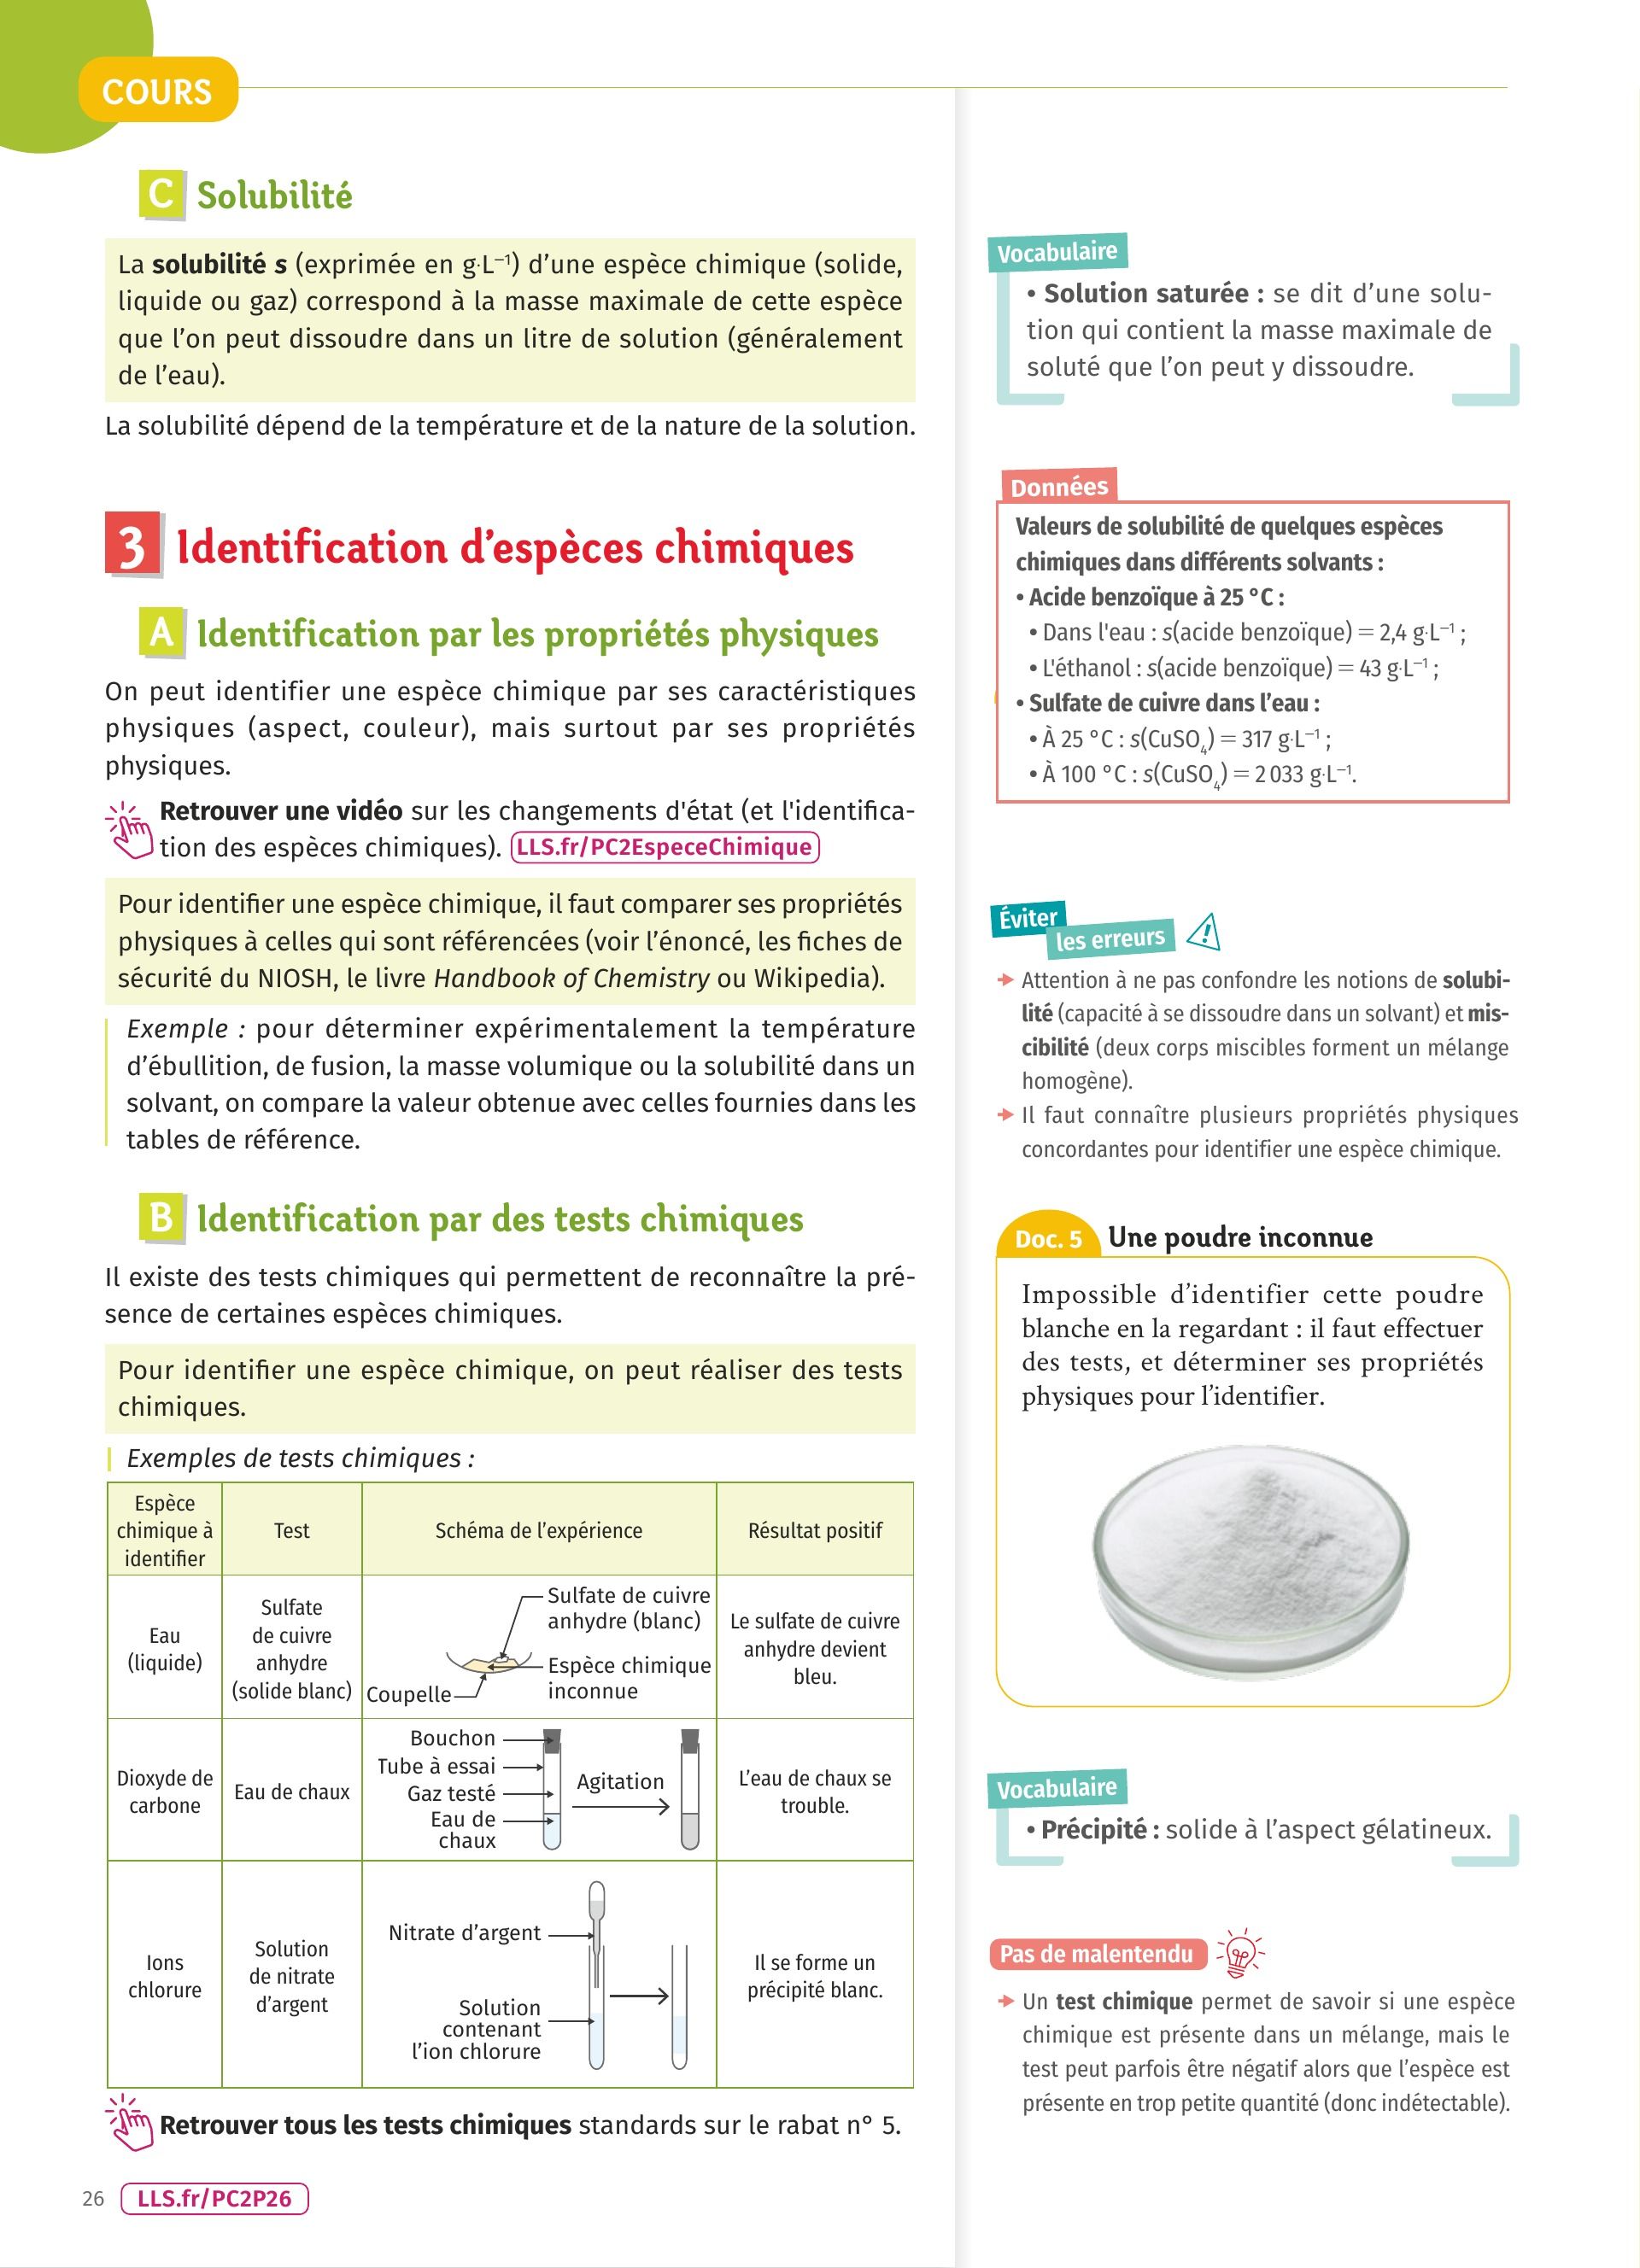 COURS
C Solubilité
La solubilité s (exprimée en g·L⁻¹) d’une espèce chimique (solide,
liquide ou gaz) correspond à la masse maximale de cette espèce
que l’on peut dissoudre dans un litre de solution (généralement
de l’eau).
La solubilité dépend de la température et de la nature de la solution.
3 Identification d’espèces chimiques
A Identification par les propriétés physiques
On peut identifier une espèce chimique par ses caractéristiques
physiques (aspect, couleur), mais surtout par ses propriétés
physiques.
Retrouver une vidéo sur les changements d'état (et l'identifica-
tion des espèces chimiques). LLS.fr/PC2EspeceChimique
Pour identifier une espèce chimique, il faut comparer ses propriétés
physiques à celles qui sont référencées (voir l’énoncé, les fiches de
sécurité du NIOSH, le livre Handbook of Chemistry ou Wikipedia).
Exemple : pour déterminer expérimentalement la température
d’ébullition, de fusion, la masse volumique ou la solubilité dans un
solvant, on compare la valeur obtenue avec celles fournies dans les
tables de référence.
B Identification par des tests chimiques
Il existe des tests chimiques qui permettent de reconnaître la pré-
sence de certaines espèces chimiques.
Pour identifier une espèce chimique, on peut réaliser des tests
chimiques.
Exemples de tests chimiques :
Espèce
chimique à
identifier
Test
Schéma de l’expérience
Résultat positif
Eau
(liquide)
Sulfate
de cuivre
anhydre
(solide blanc)
Sulfate de cuivre
anhydre (blanc)
Espèce chimique
inconnue
Coupelle
Le sulfate de cuivre
anhydre devient
bleu.
Dioxyde de
carbone
Eau de chaux
Bouchon
Tube à essai
Gaz testé
Eau de
chaux
Agitation
L’eau de chaux se
trouble.
Ions
chlorure
Solution
de nitrate
d’argent
Nitrate d’argent
Solution
contenant
l’ion chlorure
Il se forme un
précipité blanc.
Retrouver tous les tests chimiques standards sur le rabat n° 5.
26 LLS.fr/PC2P26
Vocabulaire
• Solution saturée : se dit d’une solu-
tion qui contient la masse maximale de
soluté que l’on peut y dissoudre.
Données
Valeurs de solubilité de quelques espèces
chimiques dans différents solvants :
• Acide benzoïque à 25 °C :
• Dans l'eau : s(acide benzoïque) = 2,4 g·L⁻¹ ;
• L'éthanol : s(acide benzoïque) = 43 g·L⁻¹ ;
• Sulfate de cuivre dans l’eau :
• À 25 °C : s(CuSO₄) = 317 g·L⁻¹ ;
• À 100 °C : s(CuSO₄) = 2 033 g·L⁻¹.
Éviter
les erreurs
Attention à ne pas confondre les notions de solubi-
lité (capacité à se dissoudre dans un solvant) et mis-
cibilité (deux corps miscibles forment un mélange
homogène).
Il faut connaître plusieurs propriétés physiques
concordantes pour identifier une espèce chimique.
Doc. 5 Une poudre inconnue
Impossible d’identifier cette poudre
blanche en la regardant : il faut effectuer
des tests, et déterminer ses propriétés
physiques pour l’identifier.
Vocabulaire
• Précipité : solide à l’aspect gélatineux.
Pas de malentendu
Un test chimique permet de savoir si une espèce
chimique est présente dans un mélange, mais le
test peut parfois être négatif alors que l’espèce est
présente en trop petite quantité (donc indétectable).